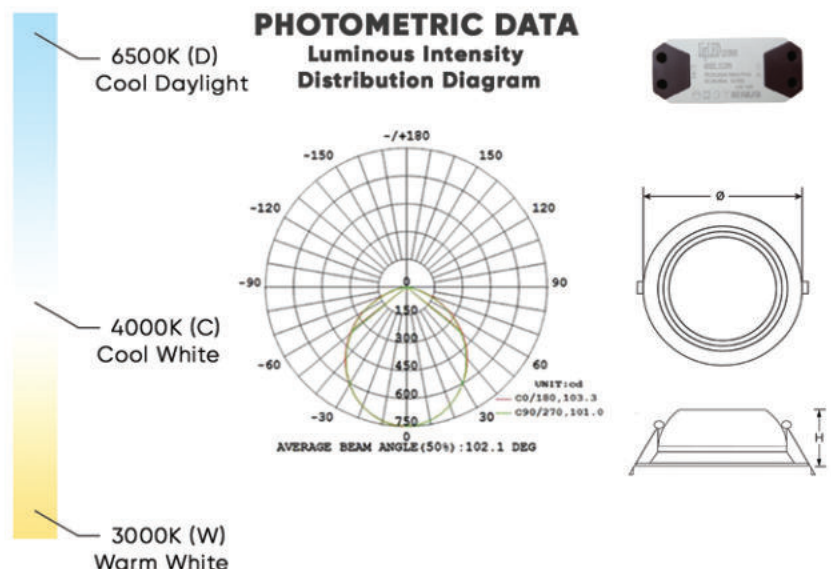 PHOTOMETRIC DATA
Luminous Intensity
Distribution Diagram
6500K (D)
Cool Daylight
4000K (C)
Cool White
3000K (W)
Warm White
-/+180
-150
150
-120
120
-90
0
90
150
300
-60
450
60
600
-30
750
30
0
UNIT:cd
C0/180,103.3
C90/270,101.0
AVERAGE BEAM ANGLE(50%):102.1 DEG
Ø
H